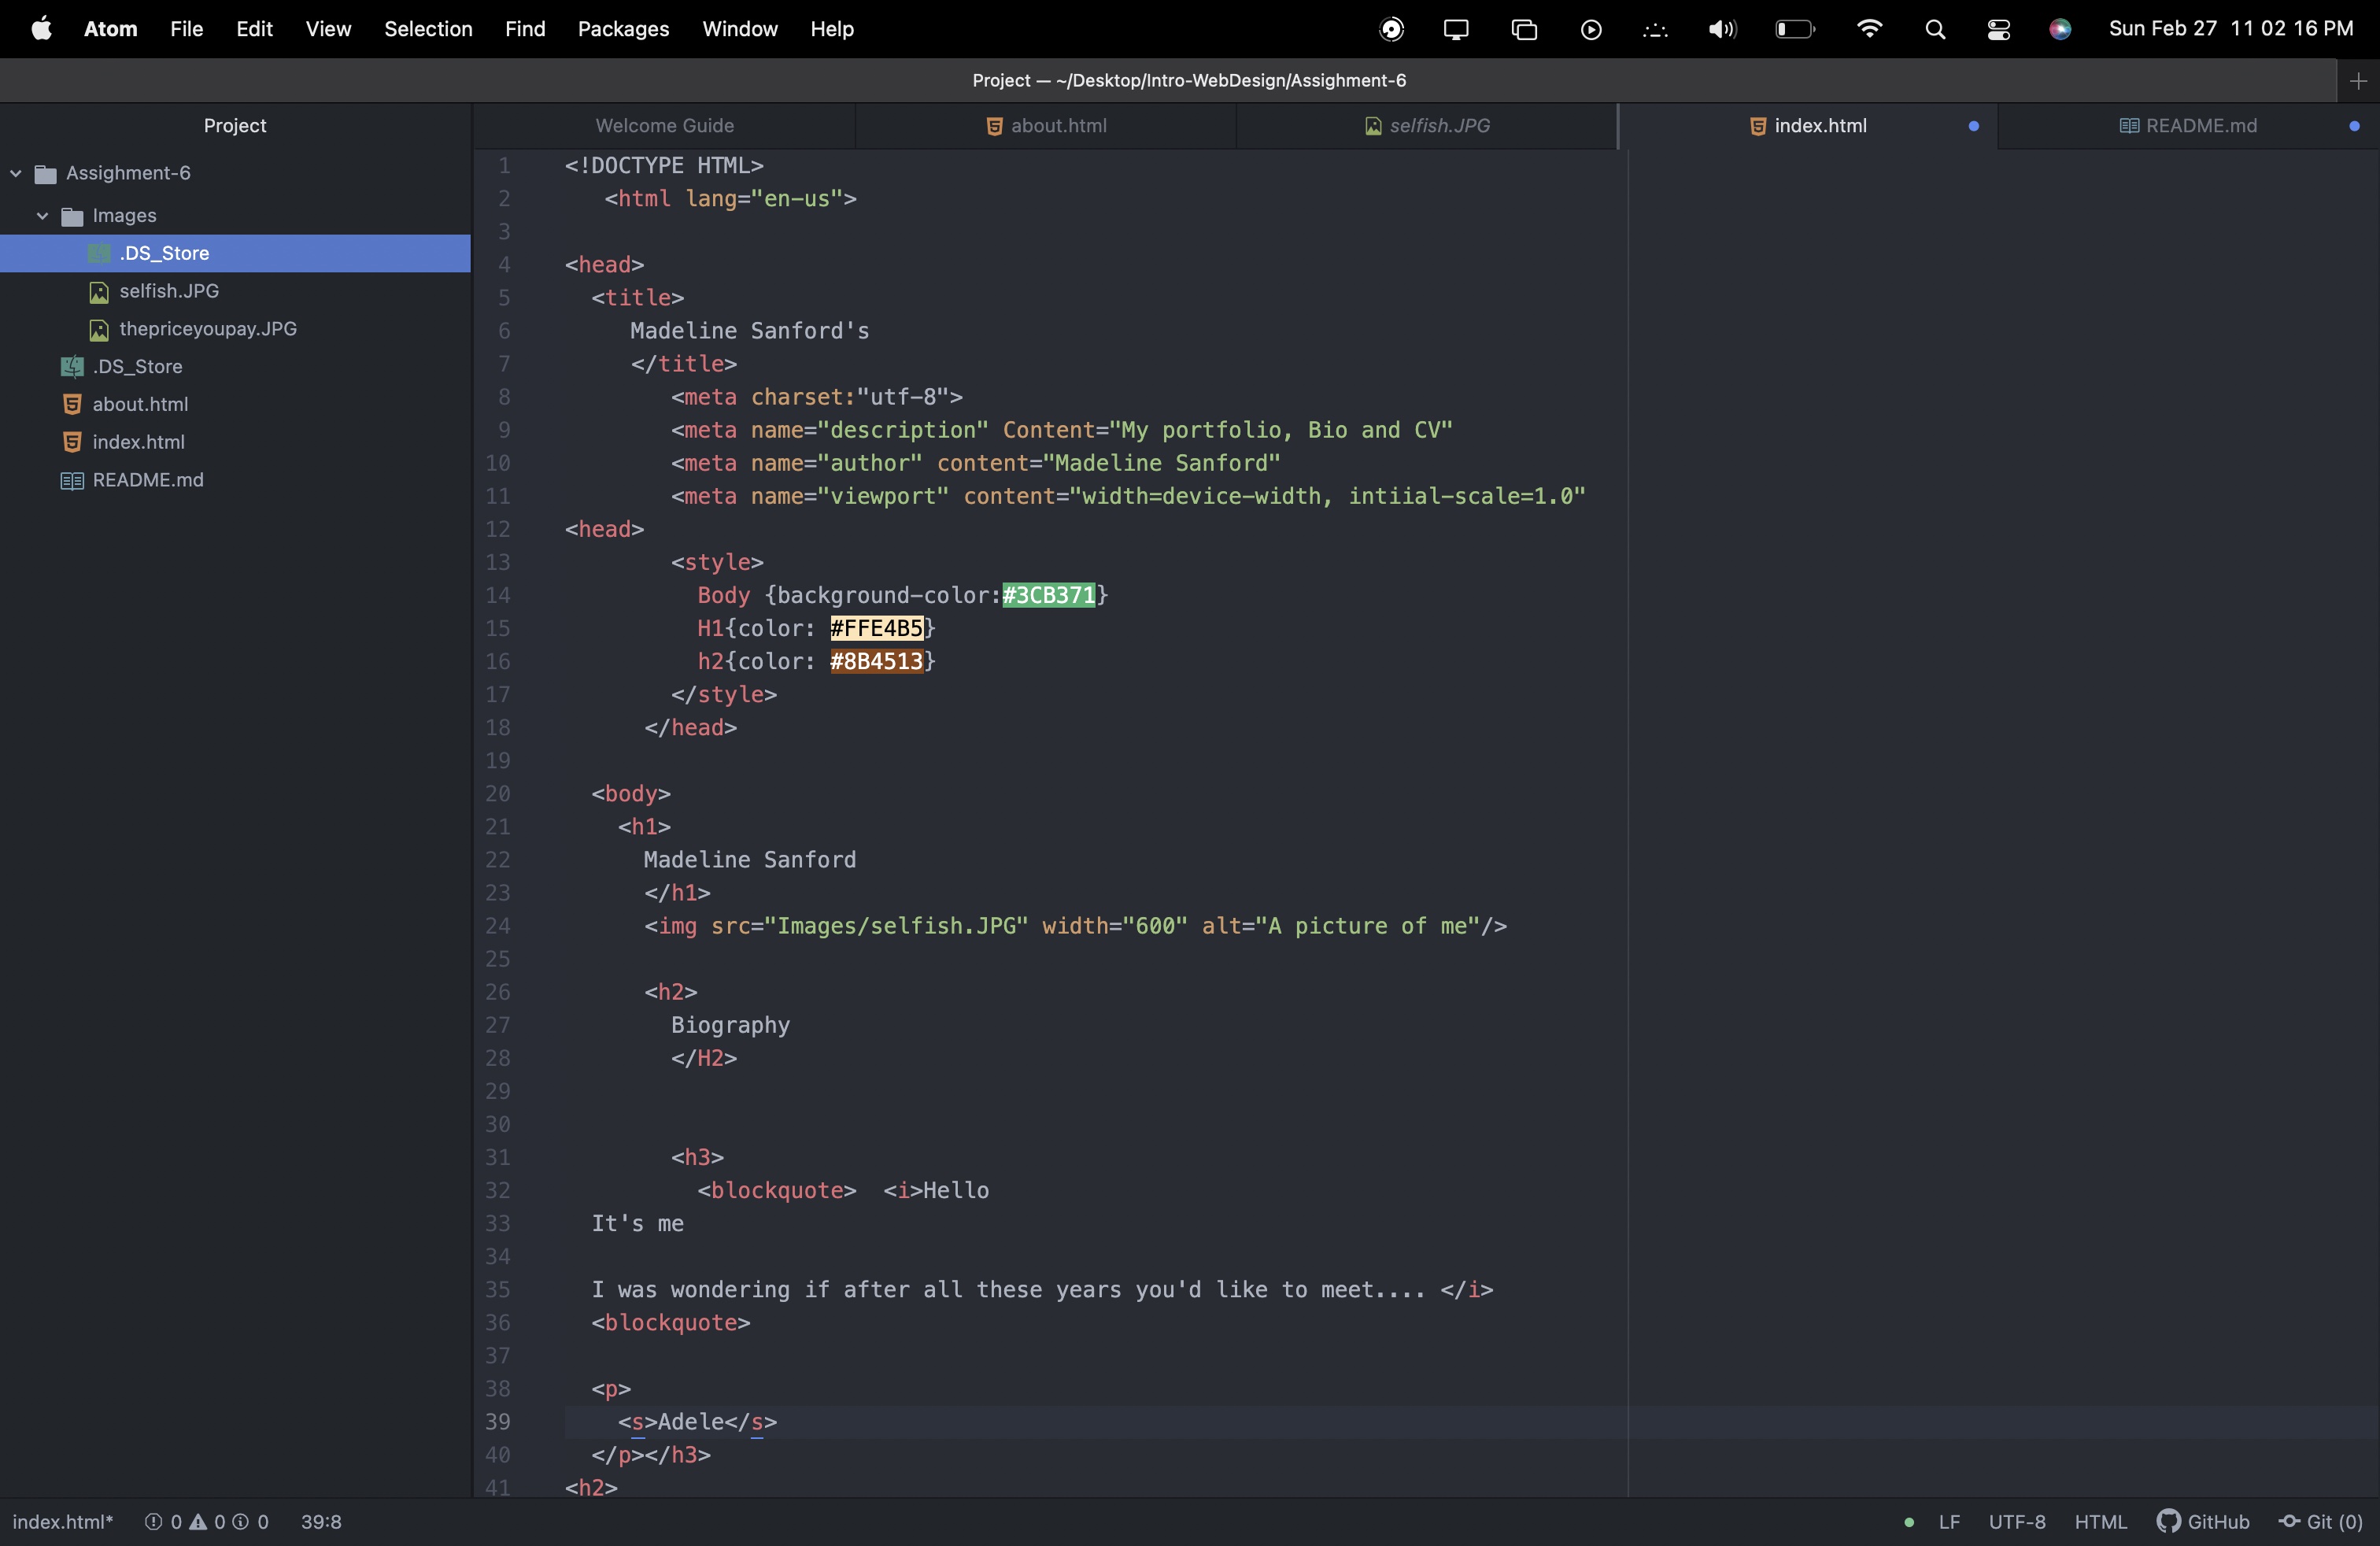 Atom File Edit View Selection Find Packages Window Help Sun Feb 27 11 02 16 PM
Project — ~/Desktop/Intro-WebDesign/Assighment-6
Project
Assighment-6
Images
.DS_Store
selfish.JPG
thepriceyoupay.JPG
.DS_Store
about.html
index.html
README.md
Welcome Guide about.html selfish.JPG index.html README.md
1 <!DOCTYPE HTML>
2 <html lang="en-us">
3
4 <head>
5 <title>
6 Madeline Sanford's
7 </title>
8 <meta charset:"utf-8">
9 <meta name="description" Content="My portfolio, Bio and CV"
10 <meta name="author" content="Madeline Sanford"
11 <meta name="viewport" content="width=device-width, intiial-scale=1.0"
12 <head>
13 <style>
14 Body {background-color:#3CB371}
15 H1{color: #FFE4B5}
16 h2{color: #8B4513}
17 </style>
18 </head>
19
20 <body>
21 <h1>
22 Madeline Sanford
23 </h1>
24 <img src="Images/selfish.JPG" width="600" alt="A picture of me"/>
25
26 <h2>
27 Biography
28 </H2>
29
30
31 <h3>
32 <blockquote> <i>Hello
33 It's me
34
35 I was wondering if after all these years you'd like to meet.... </i>
36 <blockquote>
37
38 <p>
39 <s>Adele</s>
40 </p></h3>
41 <h2>
index.html* 0 0 0 39:8 LF UTF-8 HTML GitHub Git (0)